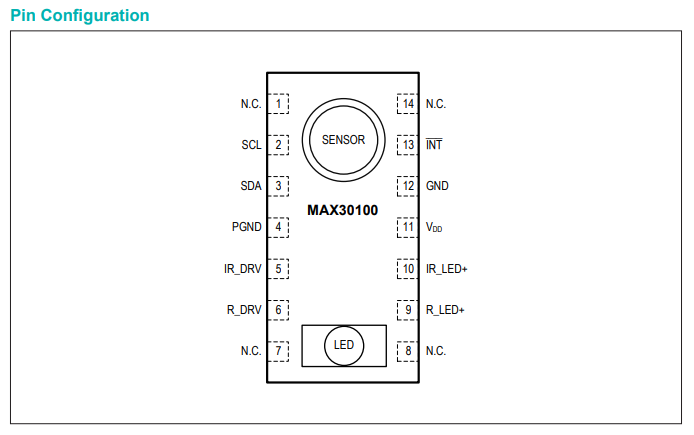 Pin Configuration
N.C. 1 14 N.C.
SENSOR
SCL 2 13 I̅N̅T̅
SDA 3 12 GND
MAX30100
PGND 4 11 VDD
IR_DRV 5 10 IR_LED+
R_DRV 6 9 R_LED+
LED
N.C. 7 8 N.C.